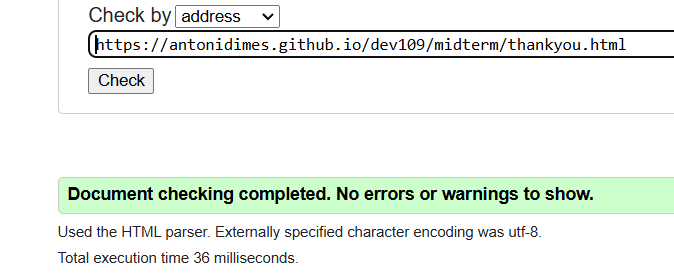 Check by address
https://antonidimes.github.io/dev109/midterm/thankyou.html
Check
Document checking completed. No errors or warnings to show.
Used the HTML parser. Externally specified character encoding was utf-8.
Total execution time 36 milliseconds.